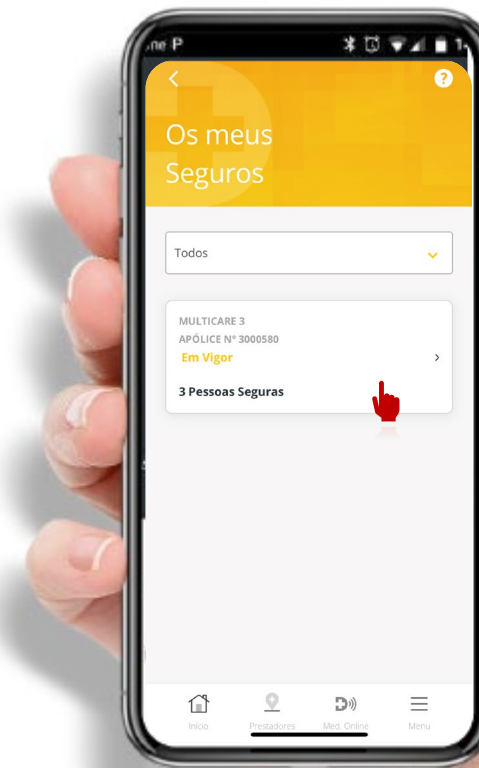 ne P
Os meus
Seguros
Todos
MULTICARE 3
APÓLICE Nº 3000580
Em Vigor
3 Pessoas Seguras
Início
Prestadores
Med. Online
Menu